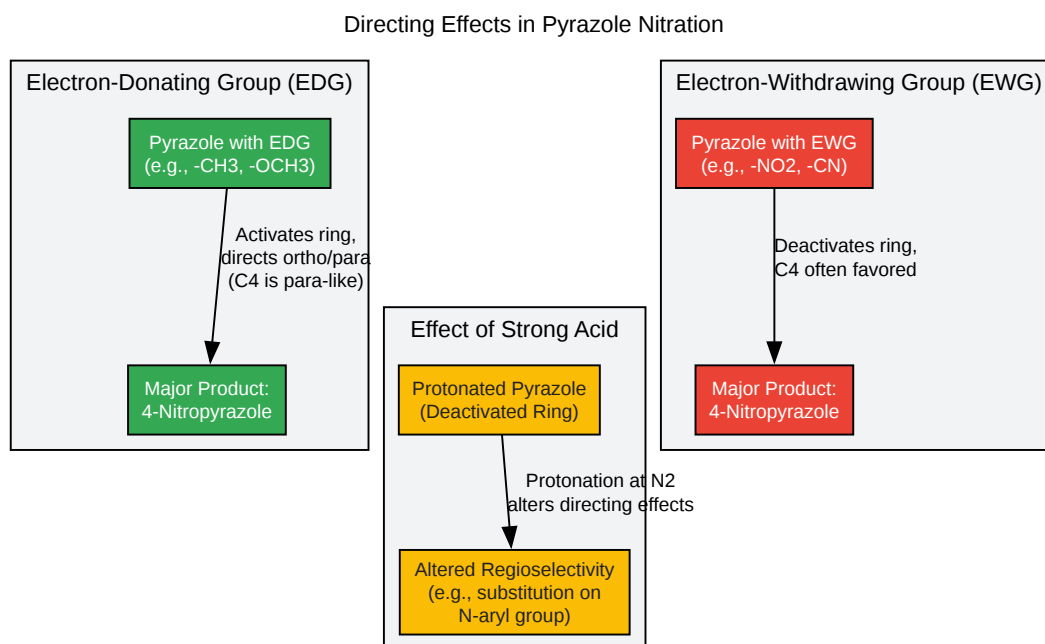 Directing Effects in Pyrazole Nitration
Electron-Donating Group (EDG)
Pyrazole with EDG
(e.g., -CH3, -OCH3)
Activates ring,
directs ortho/para
(C4 is para-like)
Major Product:
4-Nitropyrazole
Effect of Strong Acid
Protonated Pyrazole
(Deactivated Ring)
Protonation at N2
alters directing effects
Altered Regioselectivity
(e.g., substitution on
N-aryl group)
Electron-Withdrawing Group (EWG)
Pyrazole with EWG
(e.g., -NO2, -CN)
Deactivates ring,
C4 often favored
Major Product:
4-Nitropyrazole